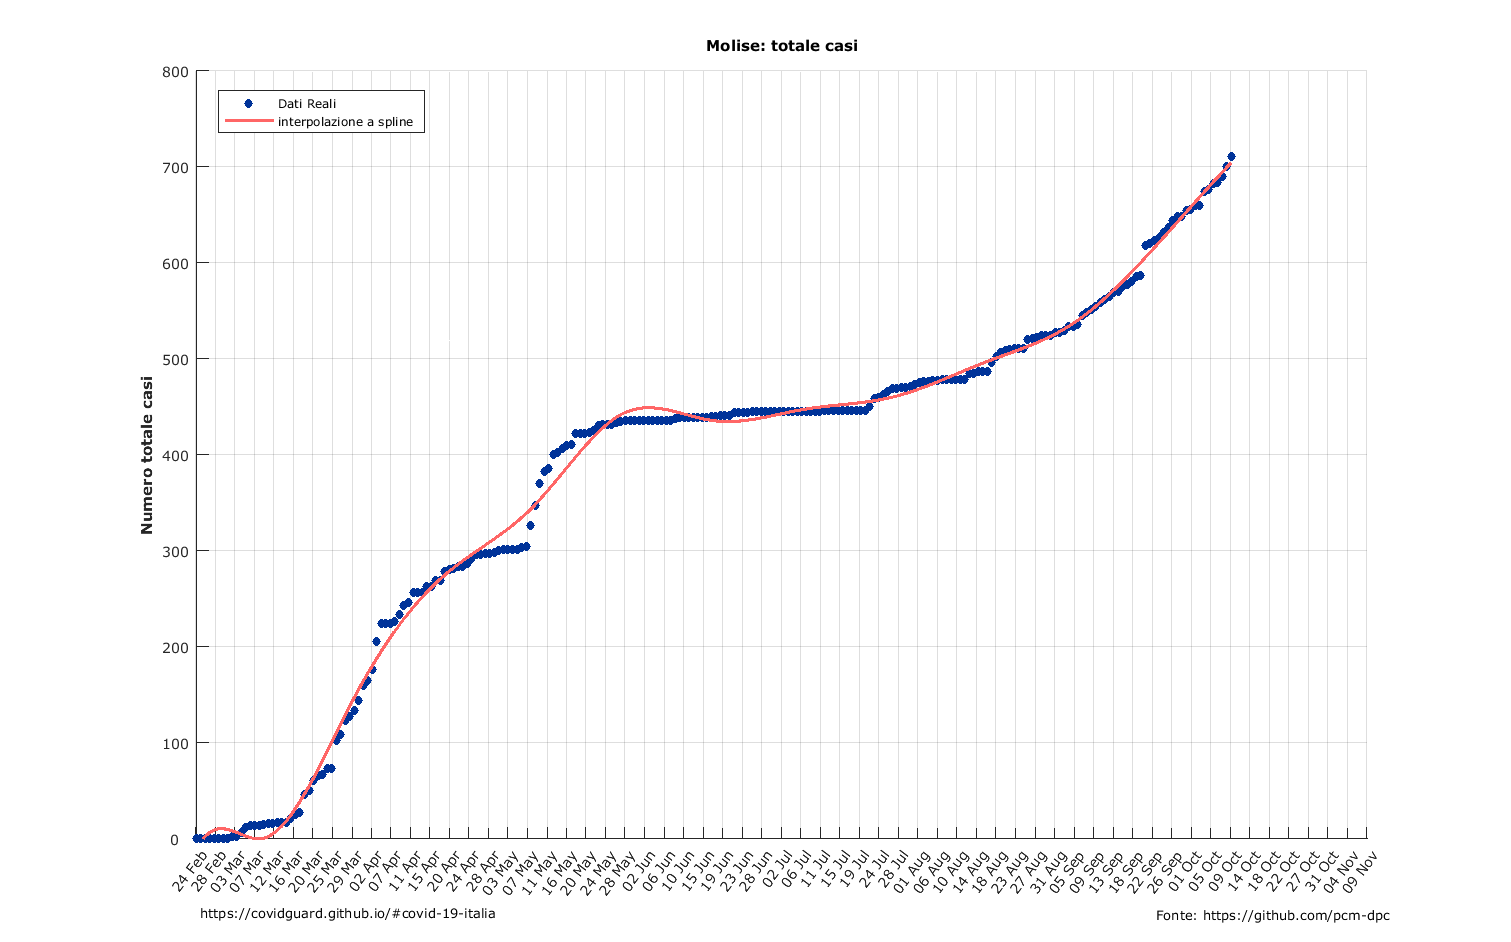 Molise: totale casi
800
700
600
500
400
300
200
100
0
Numero totale casi
Dati Reali
interpolazione a spline
24 Feb
28 Feb
03 Mar
07 Mar
12 Mar
16 Mar
20 Mar
25 Mar
29 Mar
02 Apr
07 Apr
11 Apr
15 Apr
20 Apr
24 Apr
28 Apr
03 May
07 May
11 May
16 May
20 May
24 May
28 May
02 Jun
06 Jun
10 Jun
15 Jun
19 Jun
23 Jun
28 Jun
02 Jul
06 Jul
11 Jul
15 Jul
19 Jul
24 Jul
28 Jul
01 Aug
06 Aug
10 Aug
14 Aug
18 Aug
23 Aug
27 Aug
31 Aug
05 Sep
09 Sep
13 Sep
18 Sep
22 Sep
26 Sep
01 Oct
05 Oct
09 Oct
14 Oct
18 Oct
22 Oct
27 Oct
31 Oct
04 Nov
09 Nov
https://covidguard.github.io/#covid-19-italia
Fonte: https://github.com/pcm-dpc